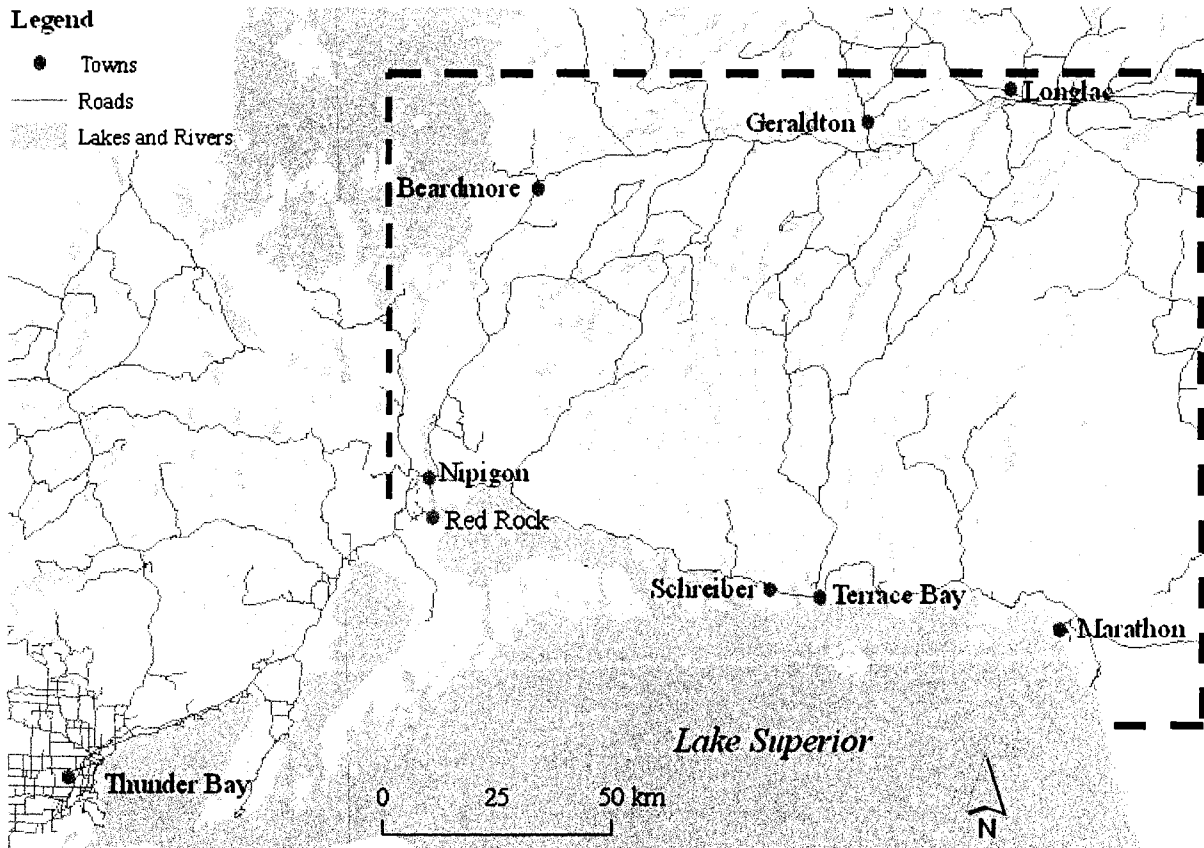 Legend
Towns
Roads
Lakes and Rivers
Longlac
Geraldton
Beardmore
Nipigon
Red Rock
Schreiber
Terrace Bay
Marathon
Lake Superior
Thunder Bay
0 25 50 km
N